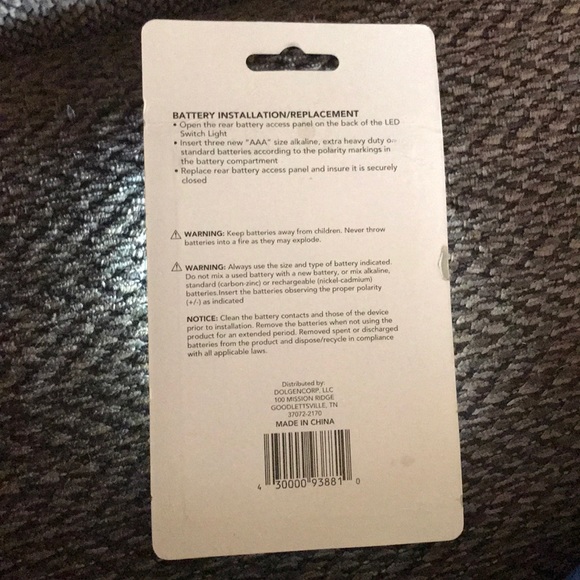 BATTERY INSTALLATION/REPLACEMENT
• Open the rear battery access panel on the back of the LED
Switch Light
• Insert three new "AAA" size alkaline, extra heavy duty o
standard batteries according to the polarity markings in
the battery compartment
• Replace rear battery access panel and insure it is securely
closed
⚠ WARNING: Keep batteries away from children. Never throw
batteries into a fire as they may explode.
⚠ WARNING: Always use the size and type of battery indicated.
Do not mix a used battery with a new battery, or mix alkaline,
standard (carbon-zinc) or rechargeable (nickel-cadmium)
batteries.Insert the batteries observing the proper polarity
(+/-) as indicated
NOTICE: Clean the battery contacts and those of the device
prior to installation. Remove the batteries when not using the
product for an extended period. Removed spent or discharged
batteries from the product and dispose/recycle in compliance
with all applicable laws.
Distributed by:
DOLGENCORP, LLC
100 MISSION RIDGE
GOODLETTSVILLE, TN
37072-2170
MADE IN CHINA
4 30000 93881 0